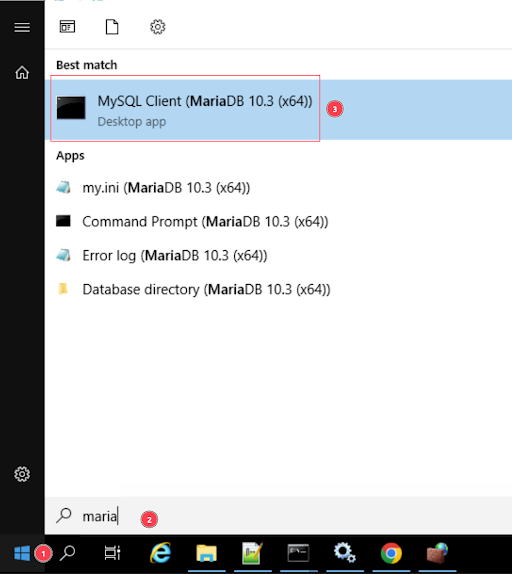 Best match
MySQL Client (MariaDB 10.3 (x64))
Desktop app
3
Apps
my.ini (MariaDB 10.3 (x64))
Command Prompt (MariaDB 10.3 (x64))
Error log (MariaDB 10.3 (x64))
Database directory (MariaDB 10.3 (x64))
maria
2
1